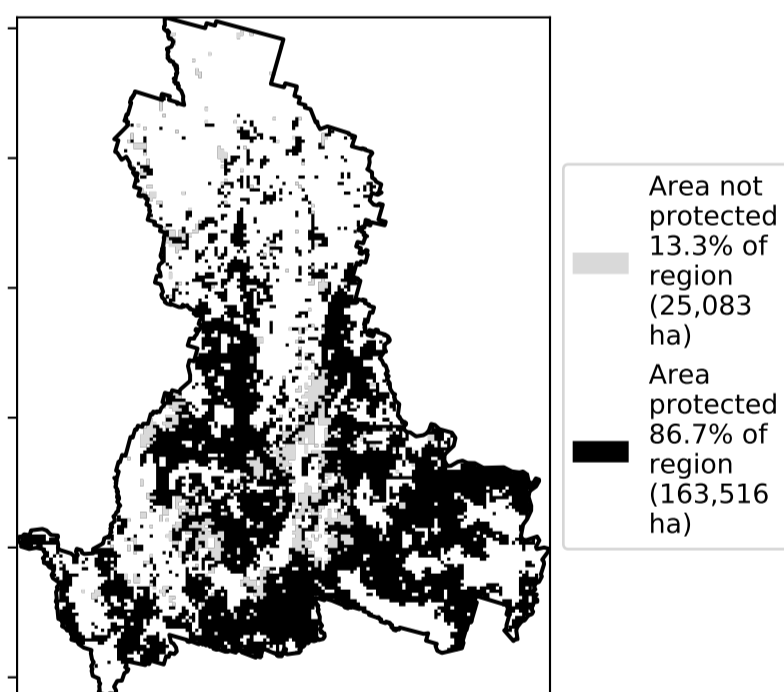 Area not
protected
13.3% of
region
(25,083
ha)
Area
protected
86.7% of
region
(163,516
ha)